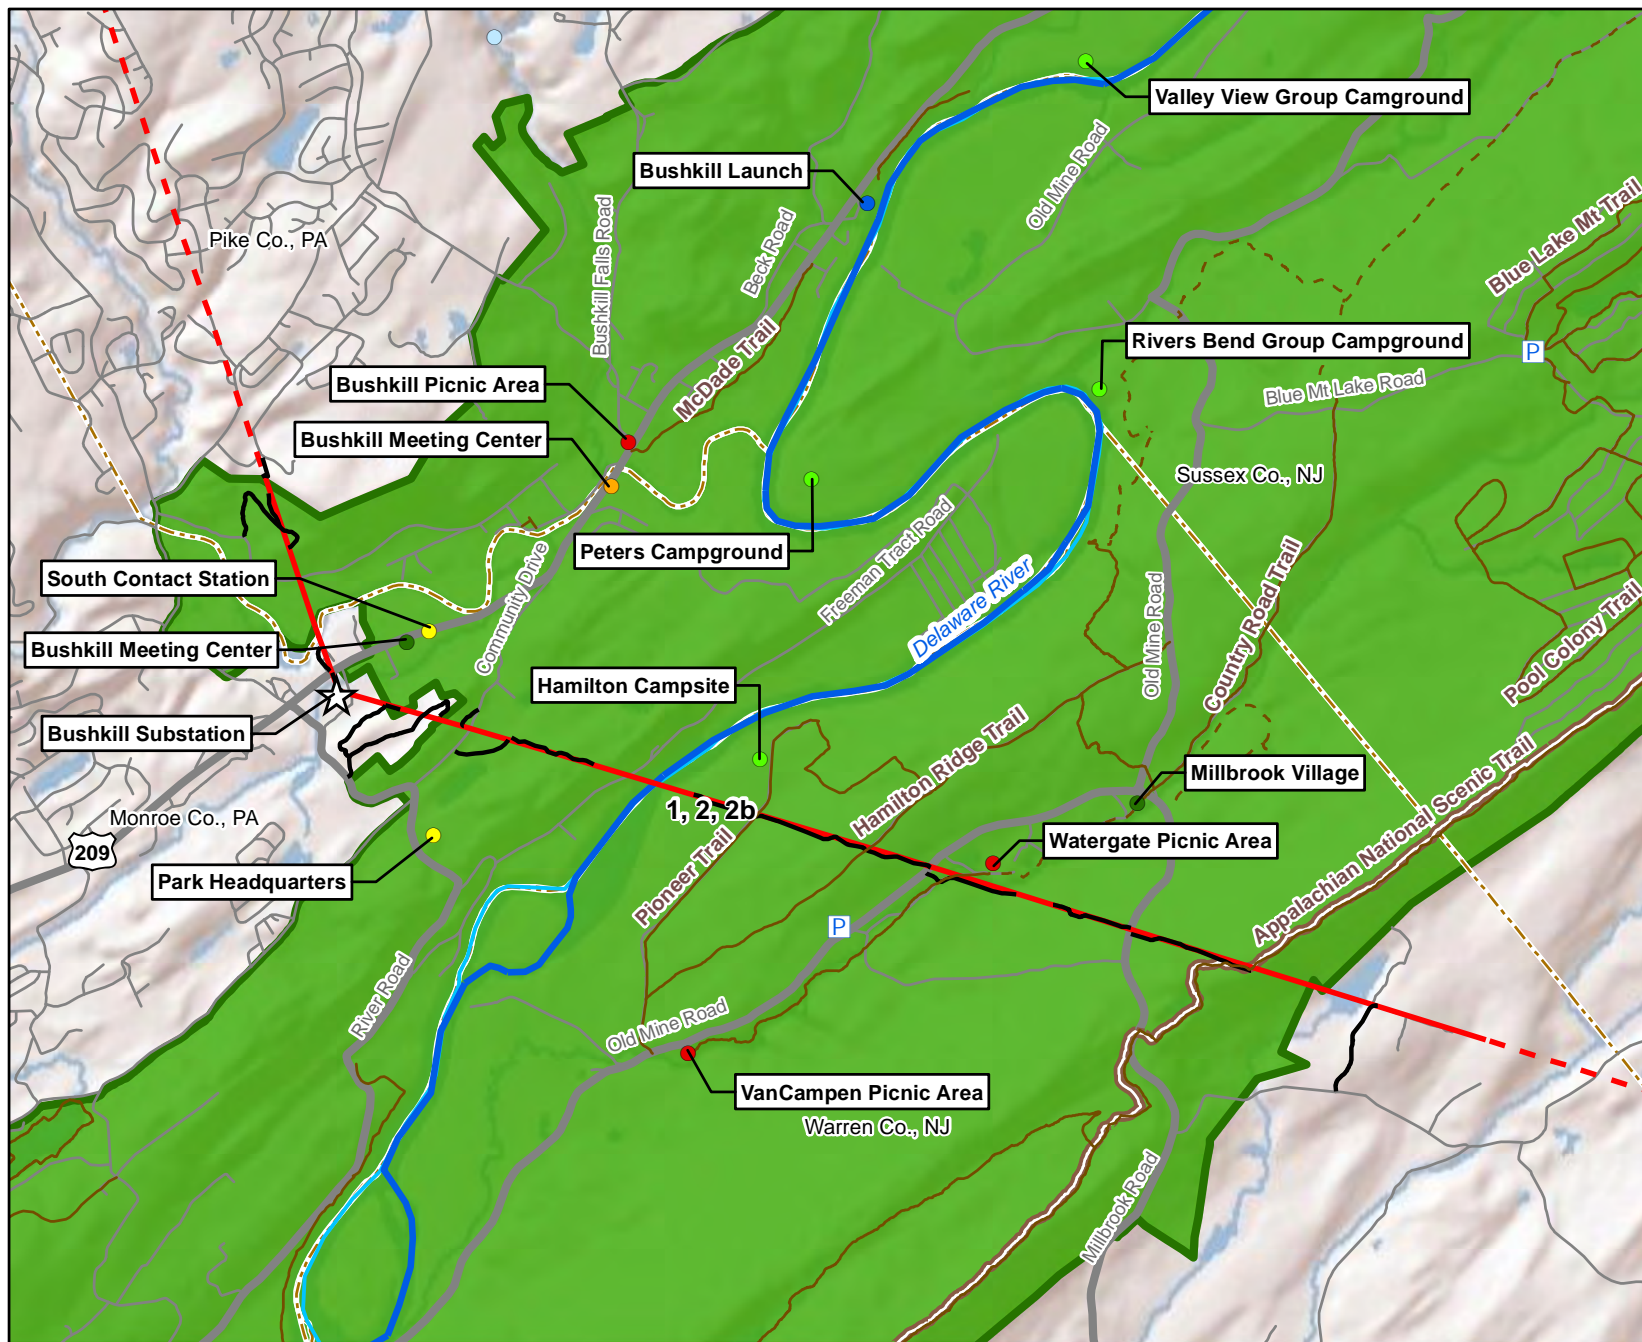 Valley View Group Camground
Bushkill Launch
Old Mine Road
Blue Lake Mt Trail
Pike Co., PA
Bushkill Falls Road
Beck Road
Rivers Bend Group Campground
P
McDade Trail
Bushkill Picnic Area
Blue Mt Lake Road
Bushkill Meeting Center
Sussex Co., NJ
Peters Campground
Freeman Tract Road
South Contact Station
Community Drive
Delaware River
Old Mine Road
Country Road Trail
Pool Colony Trail
Bushkill Meeting Center
Hamilton Campsite
Bushkill Substation
Hamilton Ridge Trail
Millbrook Village
Appalachian National Scenic Trail
1, 2, 2b
Monroe Co., PA
209
Watergate Picnic Area
Park Headquarters
Pioneer Trail
P
River Road
Old Mine Road
VanCampen Picnic Area
Warren Co., NJ
Millbrook Road